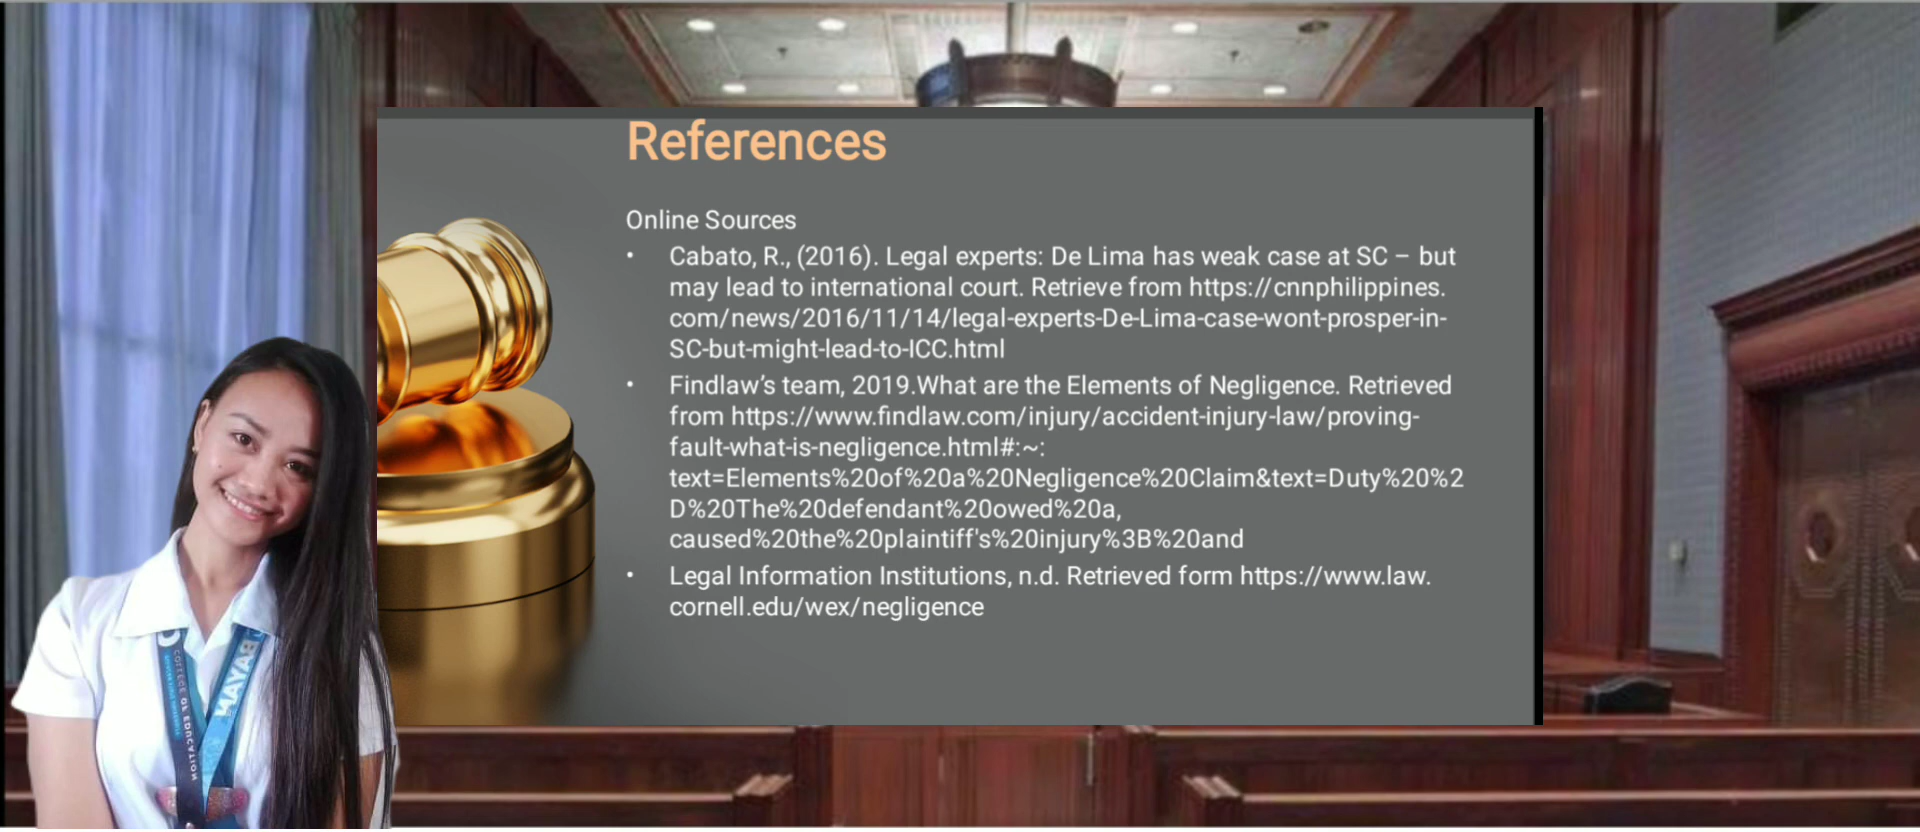 References
Online Sources
• Cabato, R., (2016). Legal experts: De Lima has weak case at SC – but
may lead to international court. Retrieve from https://cnnphilippines.
com/news/2016/11/14/legal-experts-De-Lima-case-wont-prosper-in-
SC-but-might-lead-to-ICC.html
• Findlaw’s team, 2019.What are the Elements of Negligence. Retrieved
from https://www.findlaw.com/injury/accident-injury-law/proving-
fault-what-is-negligence.html#:~:
text=Elements%20of%20a%20Negligence%20Claim&text=Duty%20%2
D%20The%20defendant%20owed%20a,
caused%20the%20plaintiff's%20injury%3B%20and
• Legal Information Institutions, n.d. Retrieved form https://www.law.
cornell.edu/wex/negligence
COLLEGE OF EDUCATION